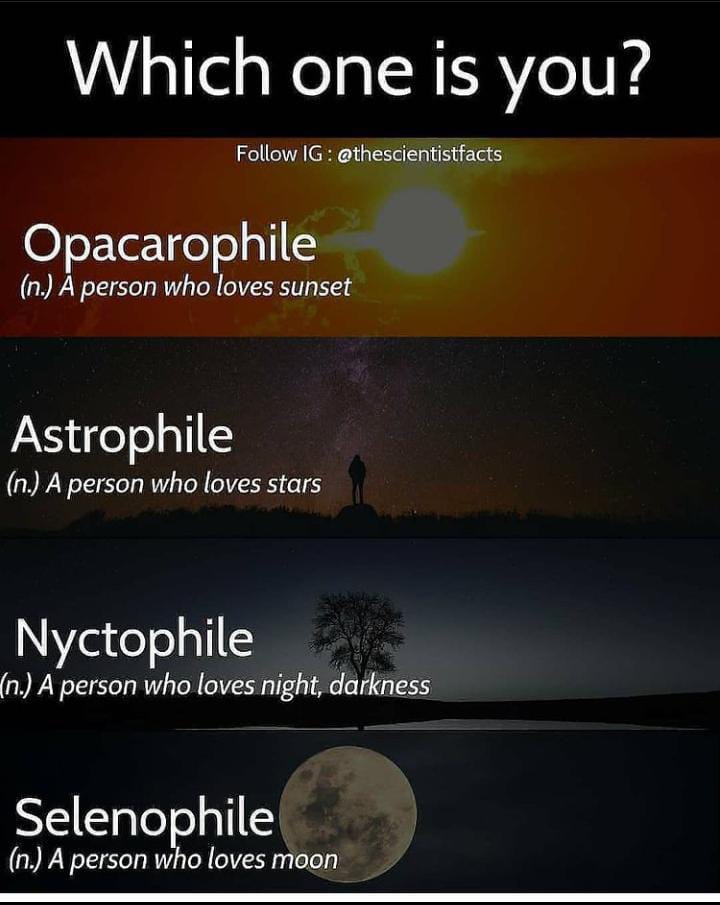 Which one is you?
Follow IG : @thescientistfacts
Opacarophile
(n.) A person who loves sunset
Astrophile
(n.) A person who loves stars
Nyctophile
(n.) A person who loves night, darkness
Selenophile
(n.) A person who loves moon